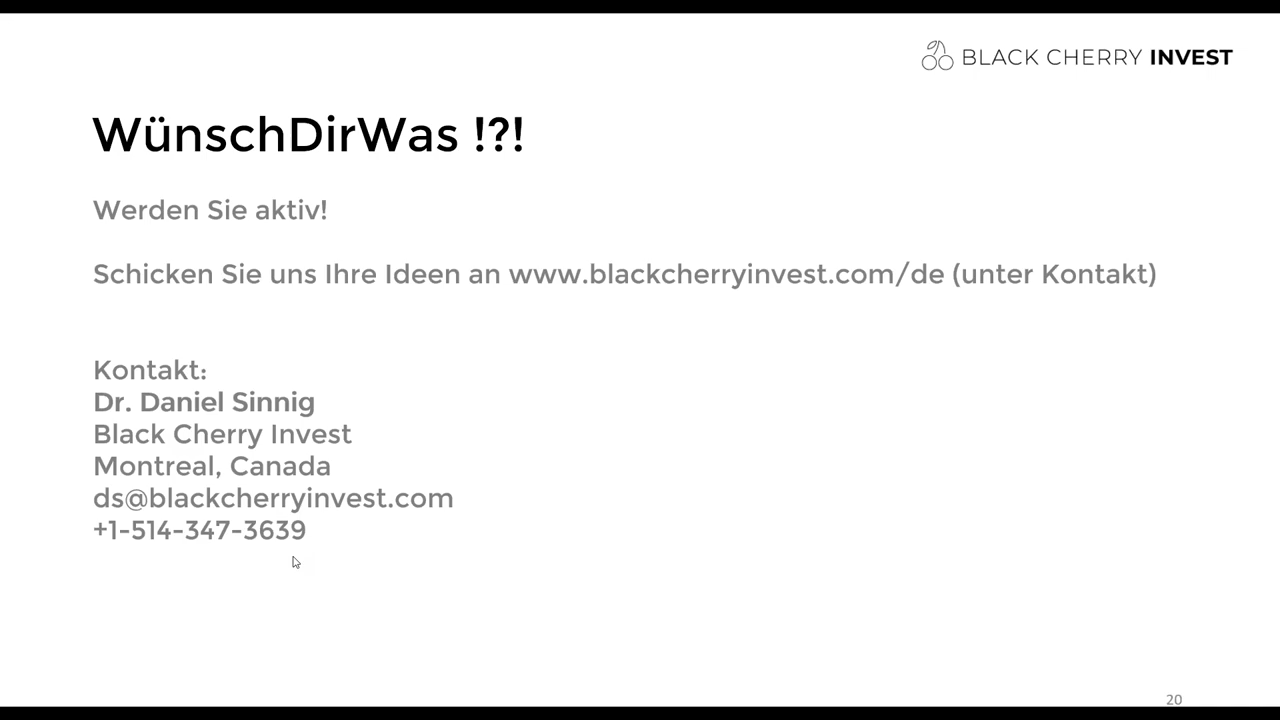 BLACK CHERRY INVEST
WünschDirWas !?!
Werden Sie aktiv!
Schicken Sie uns Ihre Ideen an www.blackcherryinvest.com/de (unter Kontakt)
Kontakt:
Dr. Daniel Sinnig
Black Cherry Invest
Montreal, Canada
ds@blackcherryinvest.com
+1-514-347-3639
20